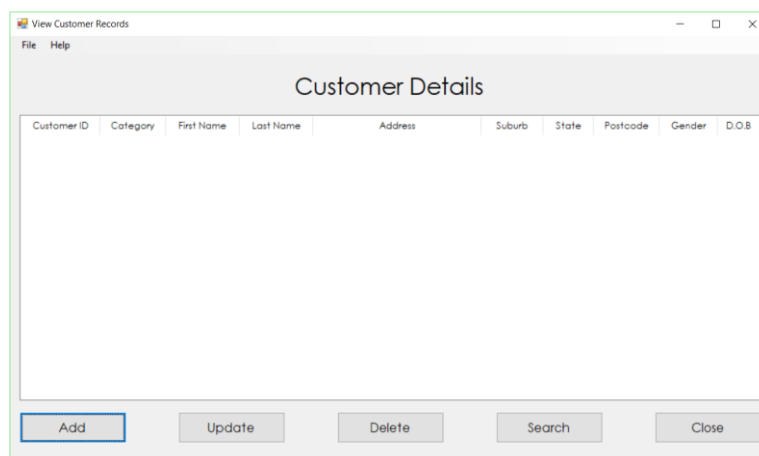 View Customer Records
File Help
Customer Details
Customer ID Category First Name Last Name Address Suburb State Postcode Gender D.O.B
Add Update Delete Search Close